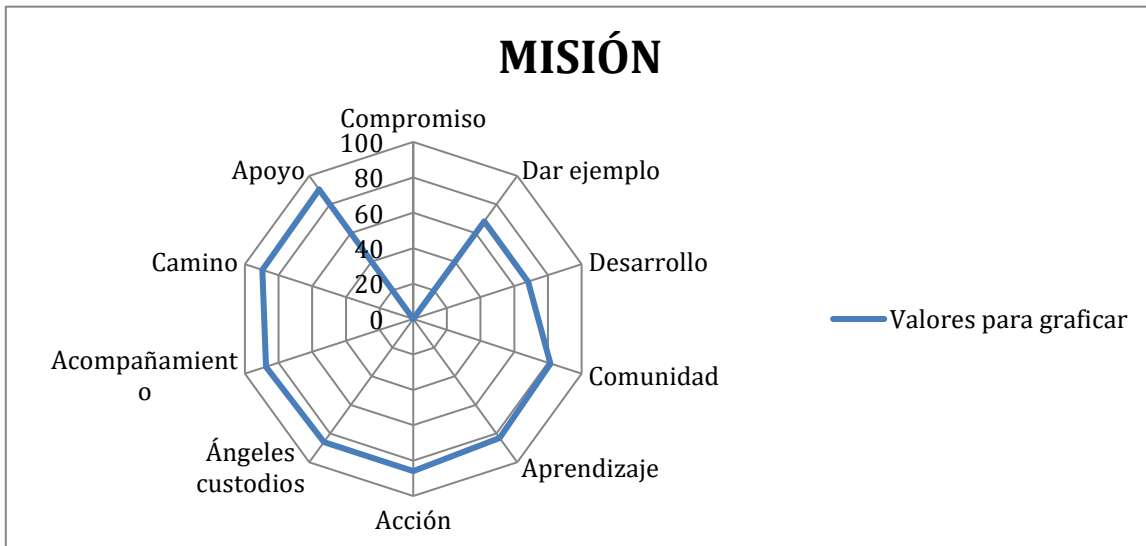 MISIÓN
Compromiso
100
80
60
40
20
0
Dar ejemplo
Desarrollo
Comunidad
Aprendizaje
Acción
Ángeles
custodios
Acompañamient
o
Camino
Apoyo
Valores para graficar